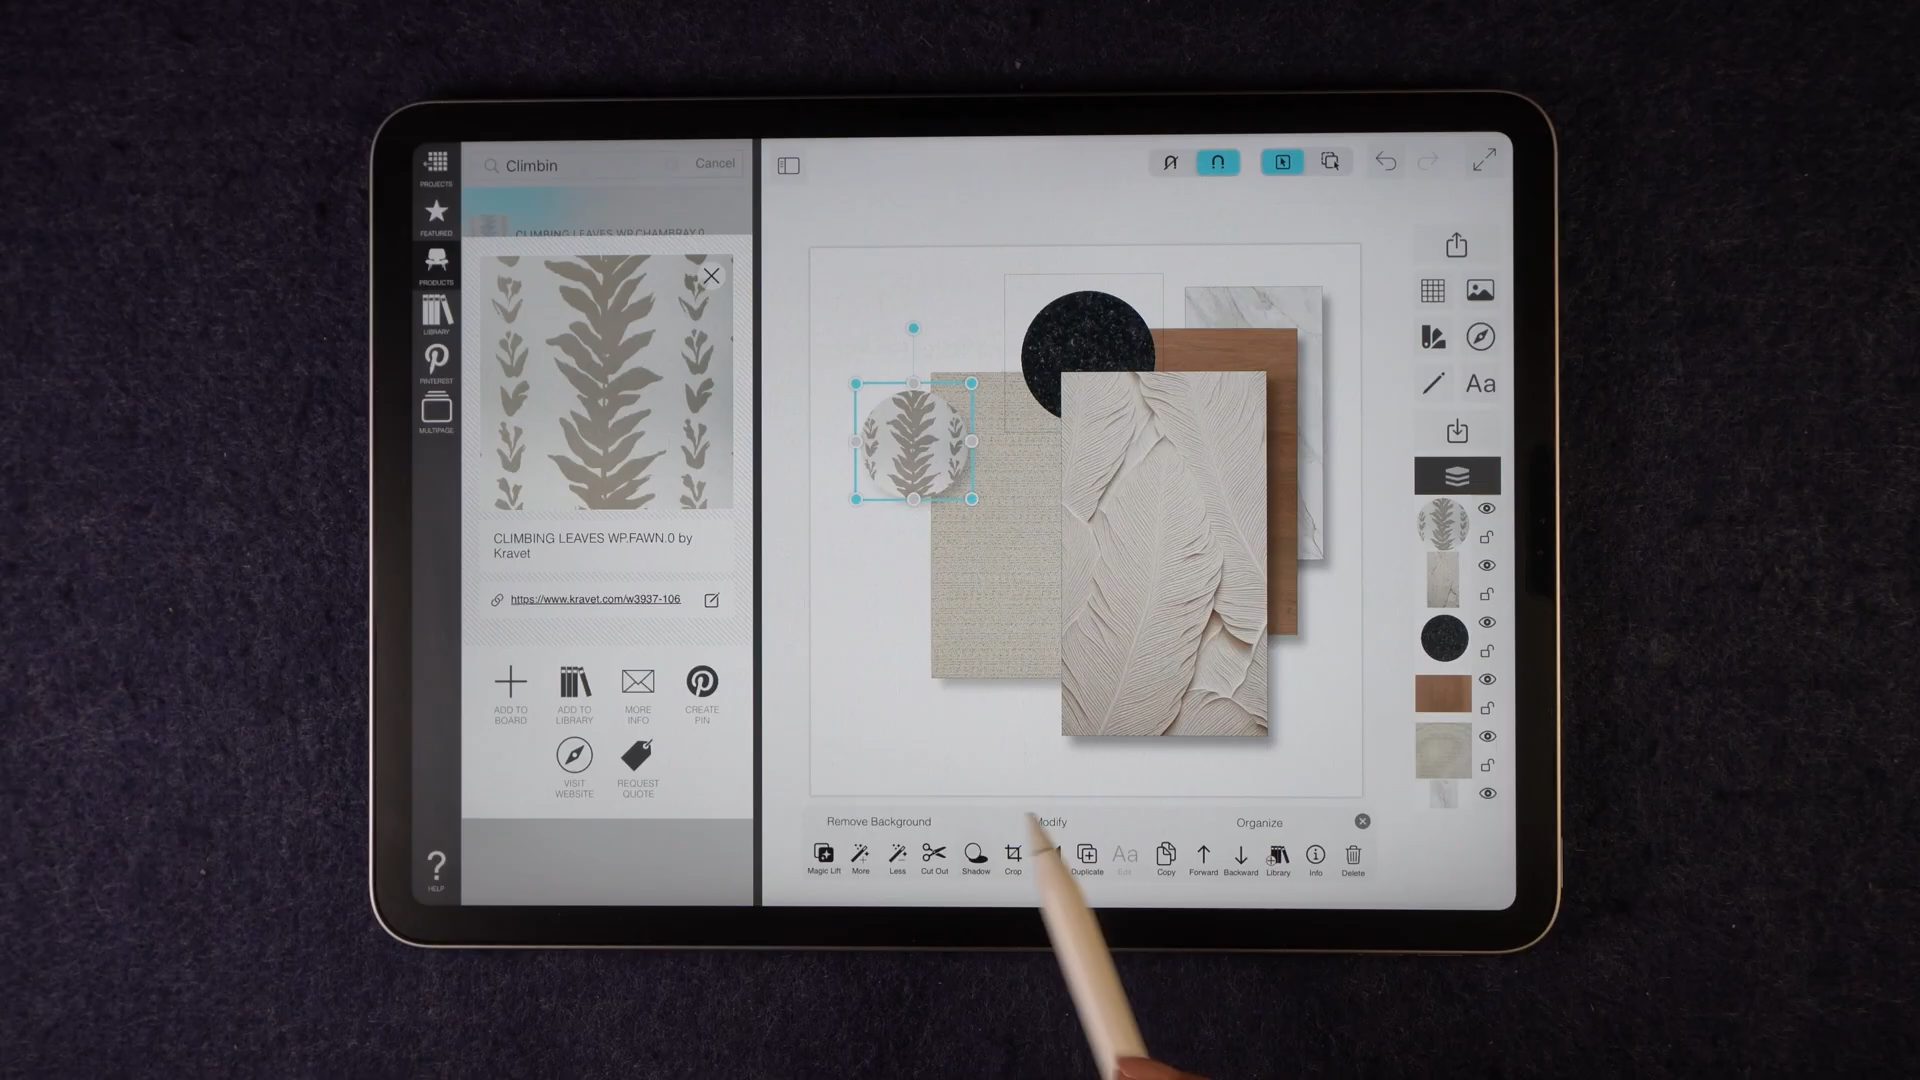 PROJECTS
FEATURED
PRODUCTS
LIBRARY
PINTEREST
MULTIPAGE
HELP
Climbin
Cancel
CLIMBING LEAVES WP.CHAMBRAY.0
CLIMBING LEAVES WP.FAWN.0 by
Kravet
https://www.kravet.com/w3937-106
ADD TO
BOARD
ADD TO
LIBRARY
MORE
INFO
CREATE
PIN
VISIT
WEBSITE
REQUEST
QUOTE
Aa
Remove Background
Modify
Organize
Magic Lift
More
Less
Cut Out
Shadow
Crop
Duplicate
Aa
Edit
Copy
Forward
Backward
Library
Info
Delete